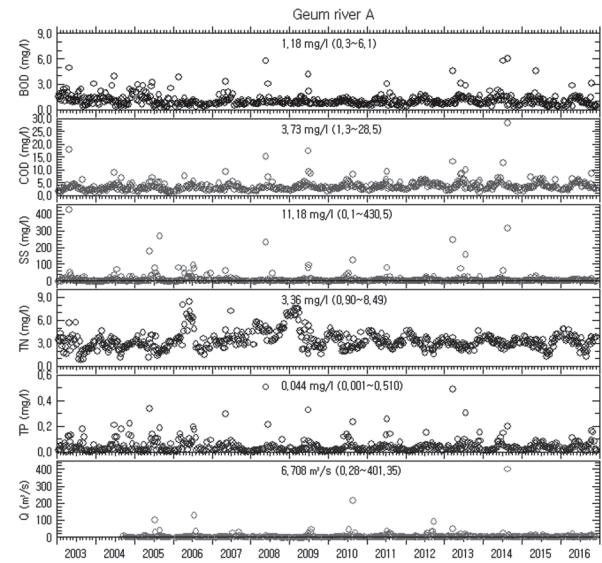 Geum river A
9,0
6,0
3,0
0,0
BOD (mg/l)
1,18 mg/l (0,3~6,1)
30,0
25,0
20,0
15,0
10,0
5,0
0,0
COD (mg/l)
3,73 mg/l (1,3~28,5)
400
300
200
100
0
SS (mg/l)
11,18 mg/l (0,1~430,5)
9,0
6,0
3,0
0,0
TN (mg/l)
3,36 mg/l (0,90~8,49)
0,6
0,4
0,2
0,0
TP (mg/l)
0,044 mg/l (0,001~0,510)
400
300
200
100
0
Q (m³/s)
6,708 m³/s (0,28~401,35)
2003 2004 2005 2006 2007 2008 2009 2010 2011 2012 2013 2014 2015 2016